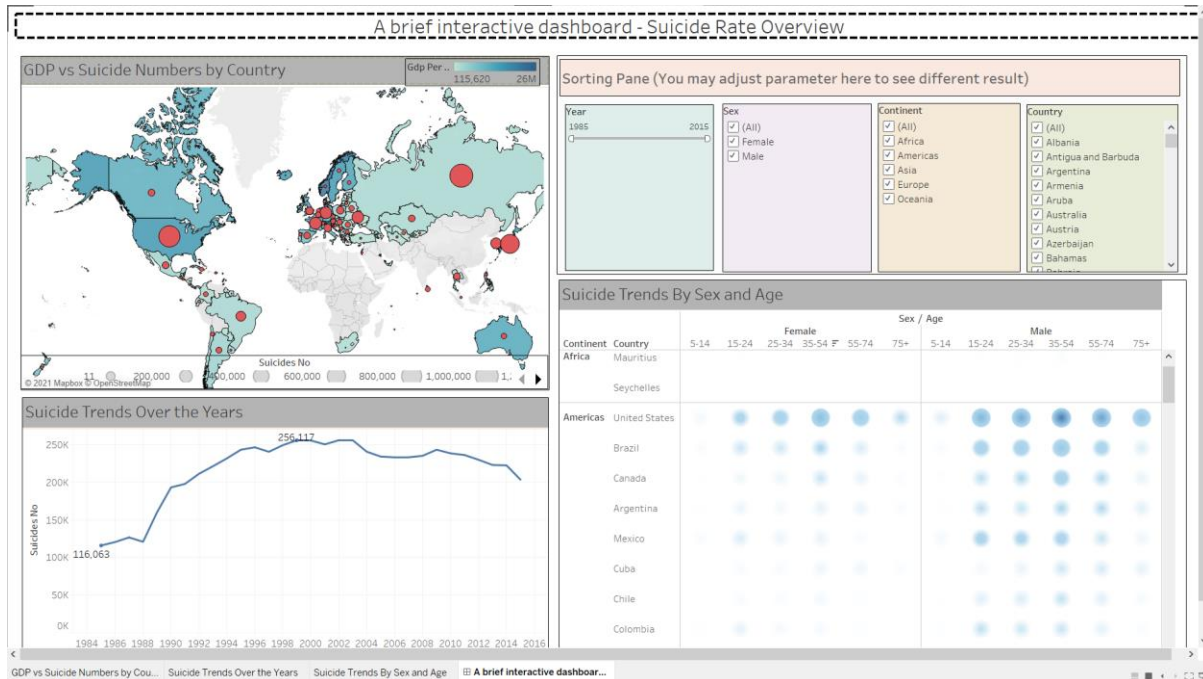 A brief interactive dashboard - Suicide Rate Overview
GDP vs Suicide Numbers by Country
Gdp Per ..
115,620 26M
Suicides No
11 200,000 400,000 600,000 800,000 1,000,000 1,:
© 2021 Mapbox © OpenStreetMap
Suicide Trends Over the Years
Suicides No
250K
200K
150K
100K
50K
0K
256,117
116,063
1984 1986 1988 1990 1992 1994 1996 1998 2000 2002 2004 2006 2008 2010 2012 2014 2016
Sorting Pane (You may adjust parameter here to see different result)
Year
1985 2015
Sex
(All)
Female
Male
Continent
(All)
Africa
Americas
Asia
Europe
Oceania
Country
(All)
Albania
Antigua and Barbuda
Argentina
Armenia
Aruba
Australia
Austria
Azerbaijan
Bahamas
Suicide Trends By Sex and Age
Sex / Age
Female Male
Continent Country 5-14 15-24 25-34 35-54 55-74 75+ 5-14 15-24 25-34 35-54 55-74 75+
Africa Mauritius
Seychelles
Americas United States
Brazil
Canada
Argentina
Mexico
Cuba
Chile
Colombia
GDP vs Suicide Numbers by Cou... Suicide Trends Over the Years Suicide Trends By Sex and Age A brief interactive dashboar...